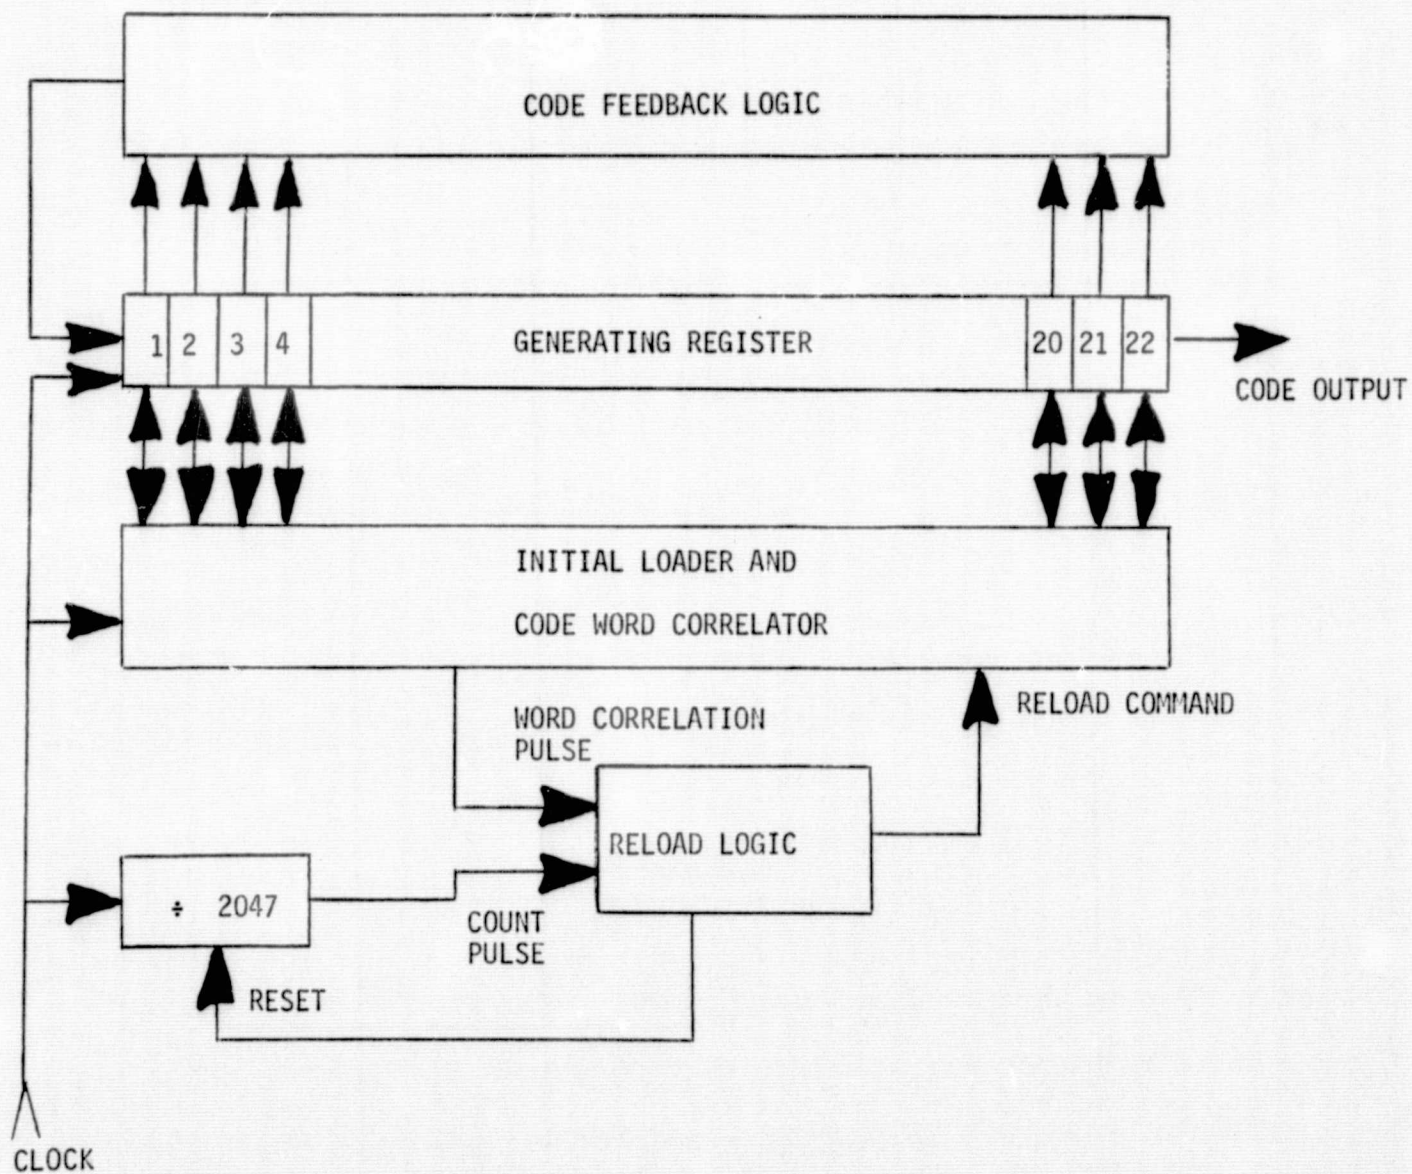 CODE FEEDBACK LOGIC
1 2 3 4 GENERATING REGISTER 20 21 22
CODE OUTPUT
INITIAL LOADER AND
CODE WORD CORRELATOR
RELOAD COMMAND
WORD CORRELATION
PULSE
RELOAD LOGIC
÷ 2047
COUNT
PULSE
RESET
CLOCK